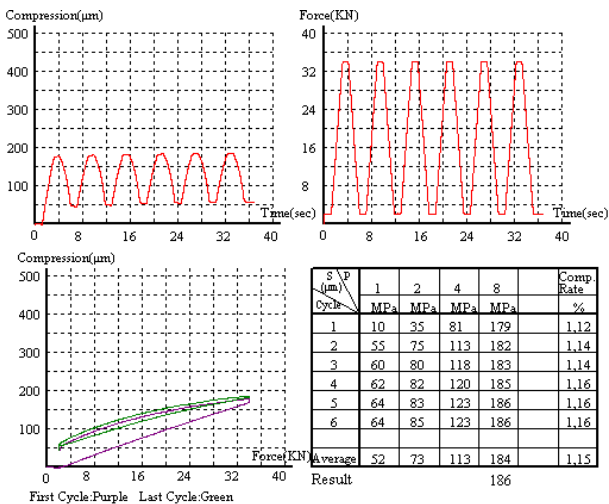 Compression(μm)
500
400
300
200
100
0 8 16 24 32 40
Time(sec)
Force(KN)
40
32
24
16
8
0 8 16 24 32 40
Time(sec)
Compression(μm)
500
400
300
200
100
0 8 16 24 32 40
Force(KN)
First Cycle:Purple Last Cycle:Green
S P 1 2 4 8 Comp.
(μm) Rate
Cycle MPa MPa MPa MPa %
1 10 35 81 179 1,12
2 55 75 113 182 1,14
3 60 80 118 183 1,14
4 62 82 120 185 1,16
5 64 83 123 186 1,16
6 64 85 123 186 1,16
Average 52 73 113 184 1,15
Result 186